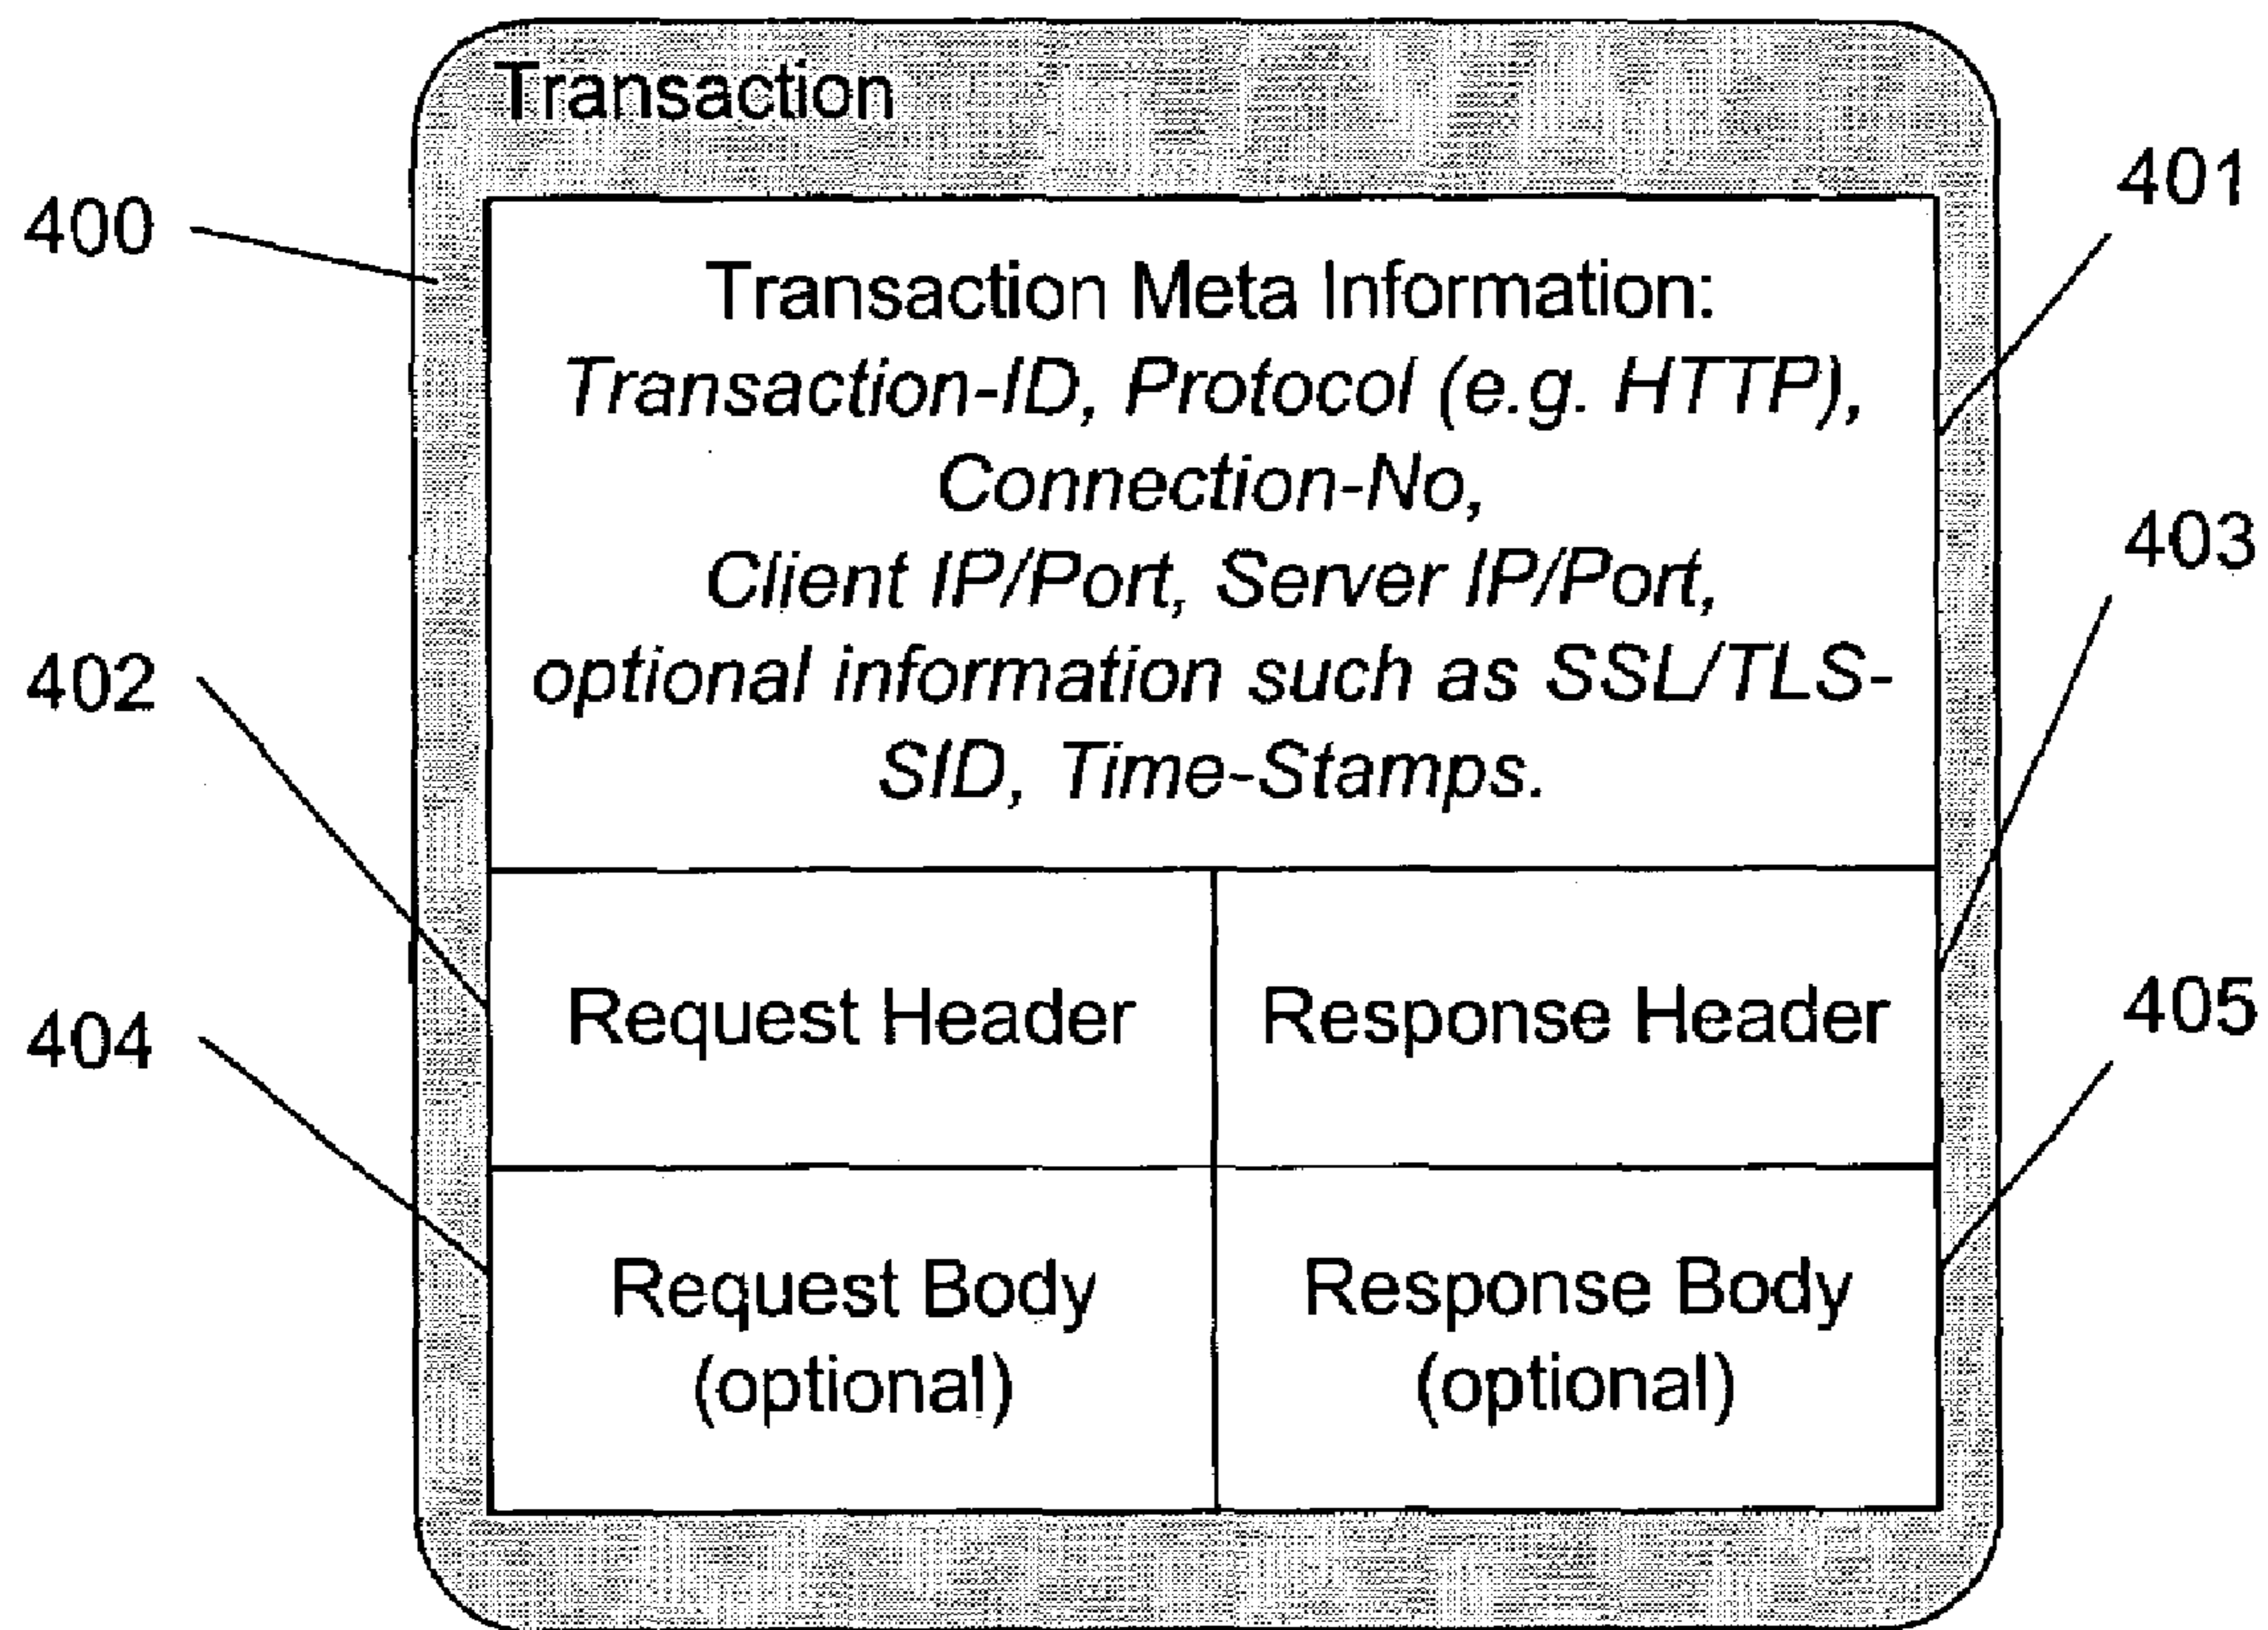 Transaction
400
401
Transaction Meta Information:
Transaction-ID, Protocol (e.g. HTTP),
Connection-No,
Client IP/Port, Server IP/Port,
optional information such as SSL/TLS-
SID, Time-Stamps.
402
403
Request Header
Response Header
404
405
Request Body
(optional)
Response Body
(optional)